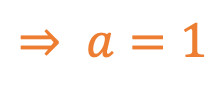 ⇒ a = 1